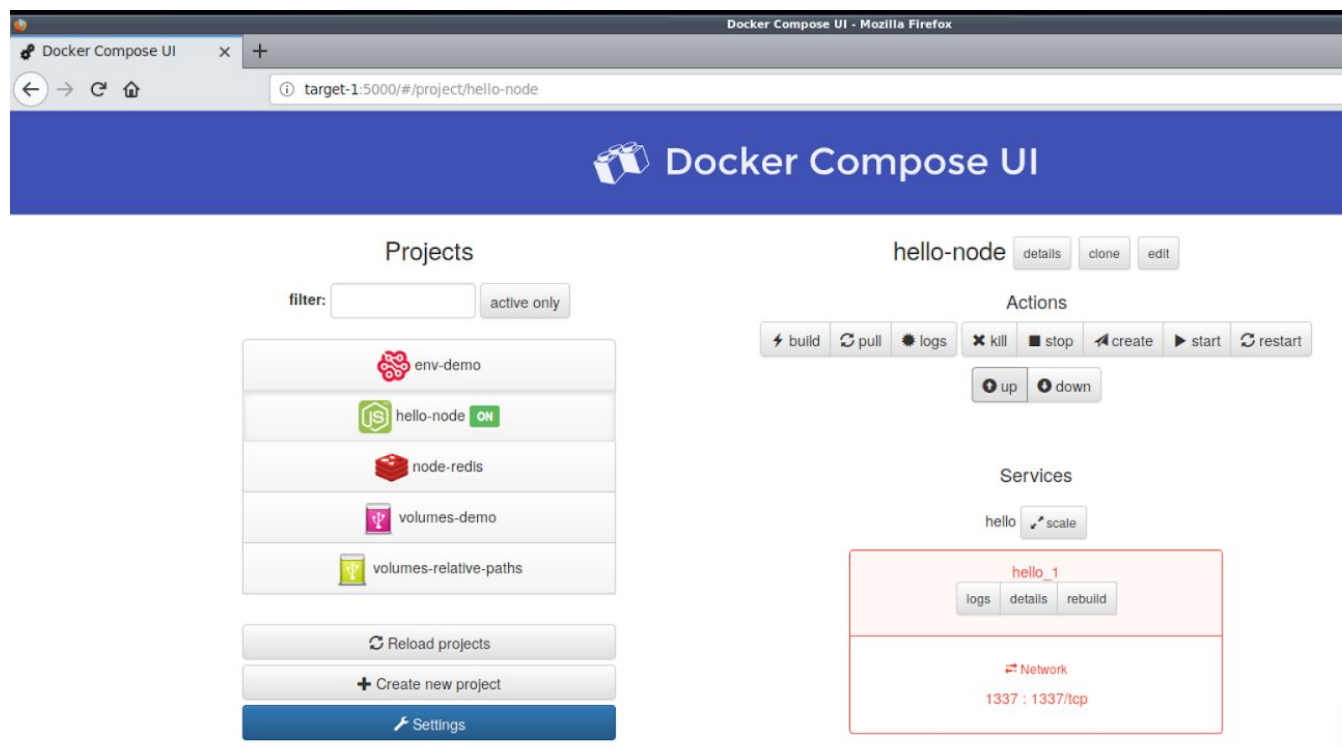 Docker Compose UI - Mozilla Firefox
Docker Compose UI
target-1:5000/#/project/hello-node
Docker Compose UI
Projects
filter: active only
env-demo
JS hello-node ON
node-redis
volumes-demo
volumes-relative-paths
Reload projects
Create new project
Settings
hello-node details clone edit
Actions
build pull logs kill stop create start restart
up down
Services
hello scale
hello_1
logs details rebuild
Network
1337 : 1337/tcp